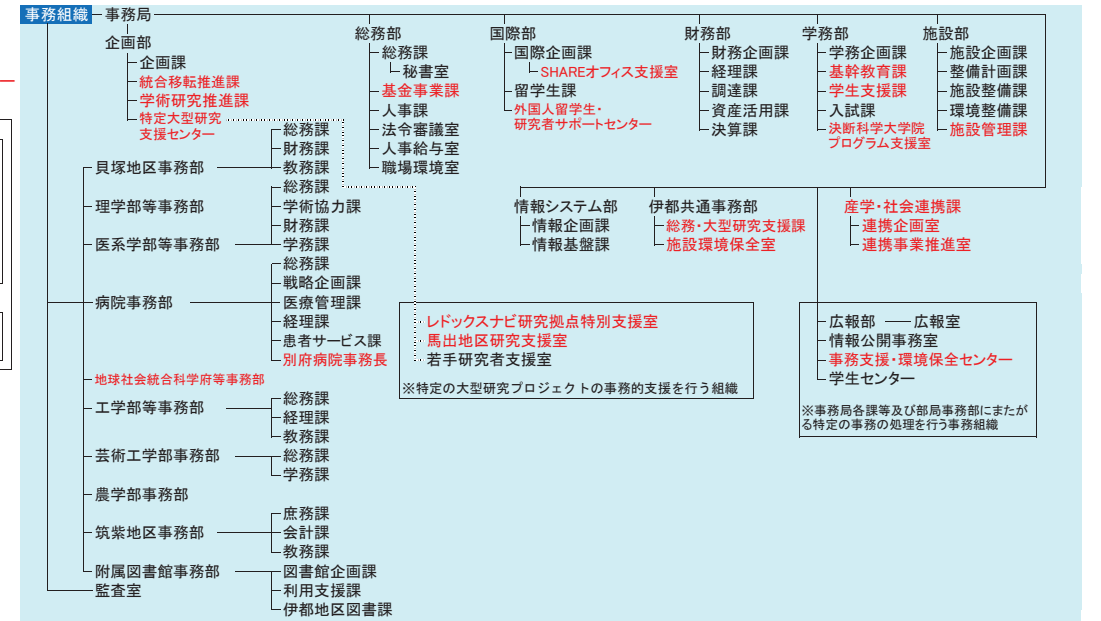 事務組織
事務局
企画部
企画課
統合移転推進課
学術研究推進課
特定大型研究
支援センター
総務部
総務課
秘書室
基金事業課
人事課
法令審議室
人事給与室
職場環境室
国際部
国際企画課
SHAREオフィス支援室
留学生課
外国人留学生・
研究者サポートセンター
財務部
財務企画課
経理課
調達課
資産活用課
決算課
学務部
学務企画課
基幹教育課
学生支援課
入試課
決断科学大学院
プログラム支援室
施設部
施設企画課
整備計画課
施設整備課
環境整備課
施設管理課
情報システム部
情報企画課
情報基盤課
伊都共通事務部
総務・大型研究支援課
施設環境保全室
産学・社会連携課
連携企画室
連携事業推進室
貝塚地区事務部
総務課
財務課
教務課
理学部等事務部
医系学部等事務部
総務課
学術協力課
財務課
学務課
病院事務部
総務課
戦略企画課
医療管理課
経理課
患者サービス課
別府病院事務長
地球社会統合科学府等事務部
工学部等事務部
総務課
経理課
教務課
芸術工学部事務部
総務課
学務課
農学部事務部
筑紫地区事務部
庶務課
会計課
教務課
附属図書館事務部
図書館企画課
利用支援課
伊都地区図書課
監査室
レドックスナビ研究拠点特別支援室
馬出地区研究支援室
若手研究者支援室
※特定の大型研究プロジェクトの事務的支援を行う組織
広報部
広報室
情報公開事務室
事務支援・環境保全センター
学生センター
※事務局各課等及び部局事務部にまたが
る特定の事務の処理を行う事務組織